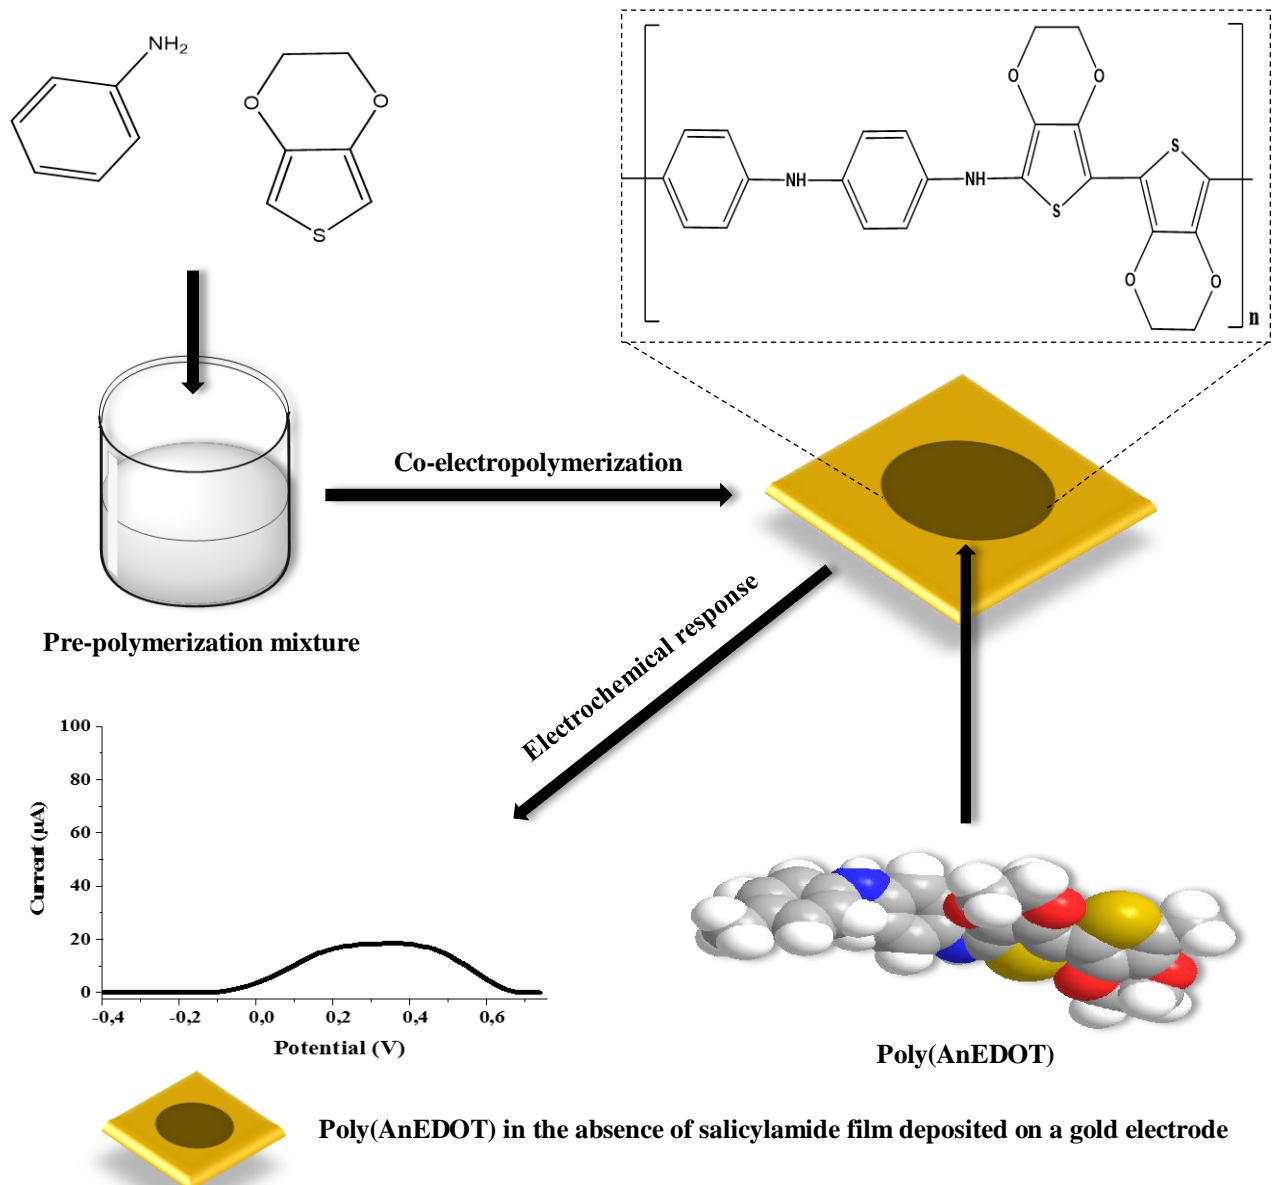 NH₂
O
O
S
O
O
S
NH
NH
S
O
O
n
Co-electropolymerization
Pre-polymerization mixture
Electrochemical response
100
80
60
40
20
0
Current (µA)
-0,4 -0,2 0,0 0,2 0,4 0,6
Potential (V)
Poly(AnEDOT)
Poly(AnEDOT) in the absence of salicylamide film deposited on a gold electrode